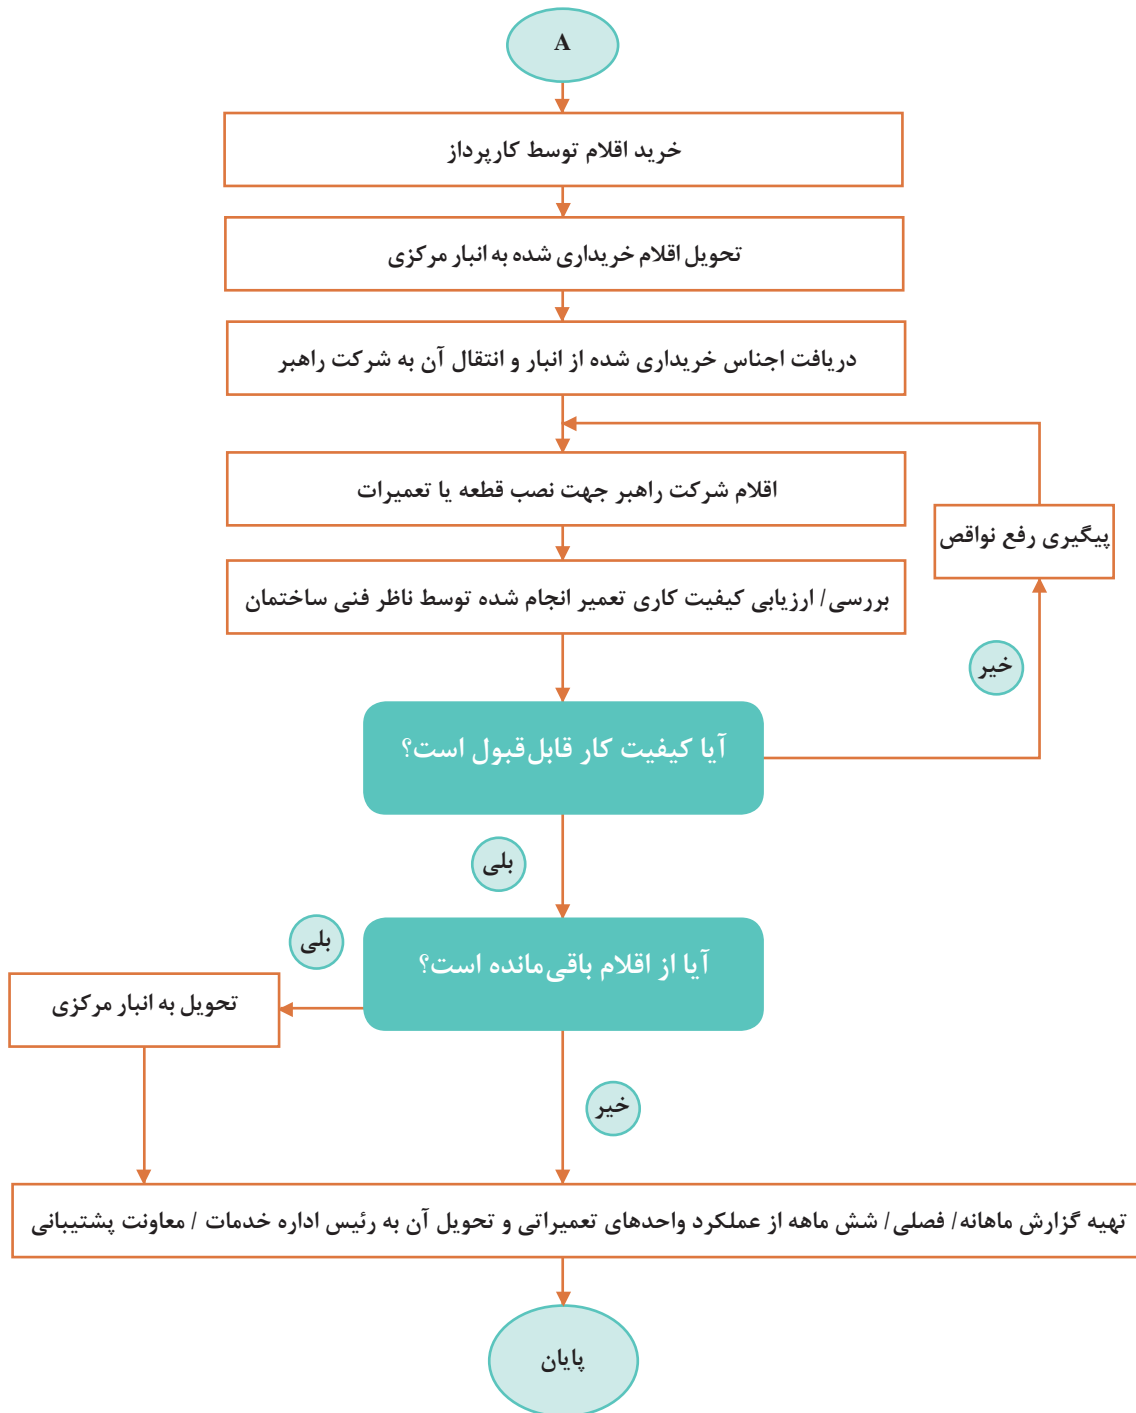 A
خرید اقلام توسط کارپرداز
تحویل اقلام خریداری شده به انبار مرکزی
دریافت اجناس خریداری شده از انبار و انتقال آن به شرکت راهبر
اقلام شرکت راهبر جهت نصب قطعه یا تعمیرات
پیگیری رفع نواقص
بررسی/ ارزیابی کیفیت کاری تعمیر انجام شده توسط ناظر فنی ساختمان
خیر
آیا کیفیت کار قابل‌قبول است؟
بلی
بلی
آیا از اقلام باقی‌مانده است؟
تحویل به انبار مرکزی
خیر
تهیه گزارش ماهانه/ فصلی/ شش ماهه از عملکرد واحدهای تعمیراتی و تحویل آن به رئیس اداره خدمات / معاونت پشتیبانی
پایان